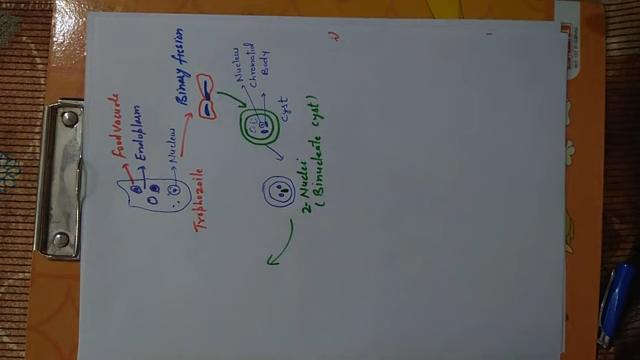 Food vacuole
Endoplasm
Nucleus
Trophozoite
Binary fission
Nucleus
Chromatid
Body
Cyst
2-Nuclei
(Binucleate cyst)